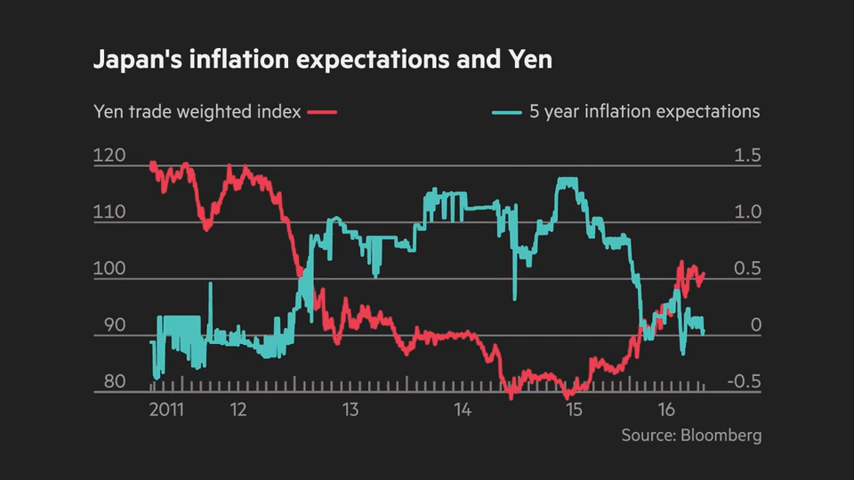 Japan's inflation expectations and Yen
Yen trade weighted index
5 year inflation expectations
120 1.5
110 1.0
100 0.5
90 0
80 -0.5
2011 12 13 14 15 16
Source: Bloomberg